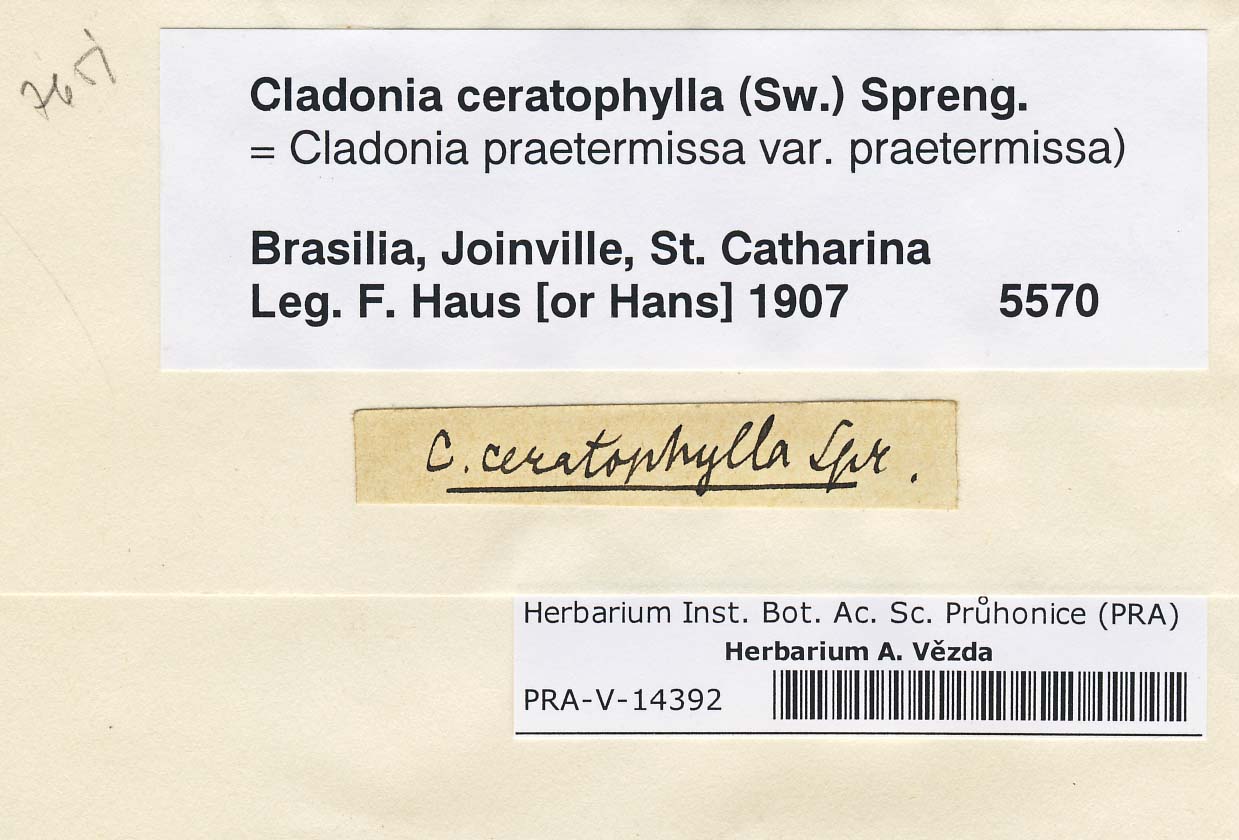 Cladonia ceratophylla (Sw.) Spreng.
= Cladonia praetermissa var. praetermissa)
Brasilia, Joinville, St. Catharina
Leg. F. Haus [or Hans] 1907 5570
C. ceratophylla Spr.
Herbarium Inst. Bot. Ac. Sc. Průhonice (PRA)
Herbarium A. Vězda
PRA-V-14392